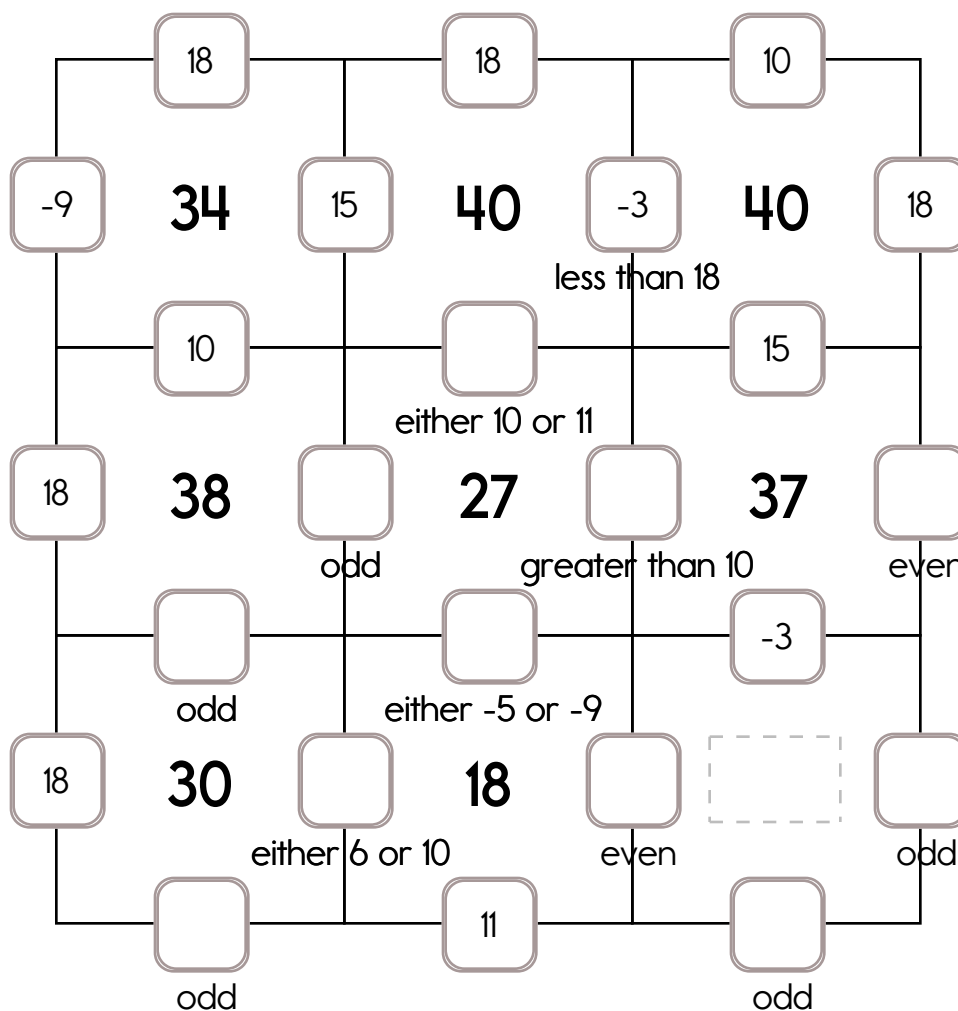 18 18 10
-9 34 15 40 -3 40 18
less than 18
10 15
either 10 or 11
18 38 27 37
odd greater than 10 even
-3
odd either -5 or -9
18 30 18
either 6 or 10 even odd
11
odd odd